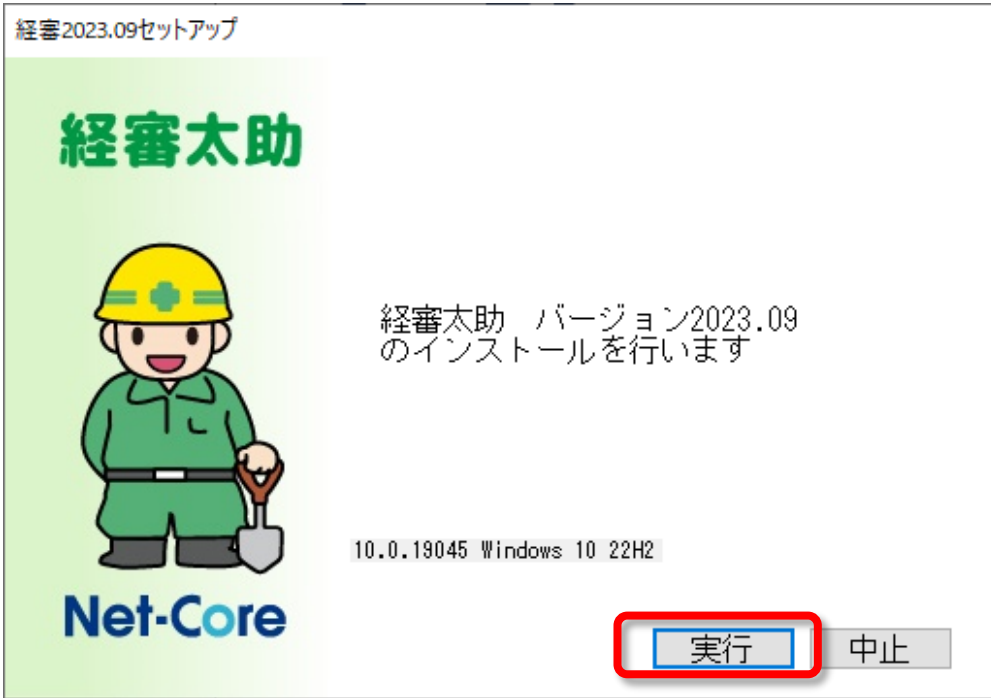 経審2023.09セットアップ
経審太助
経審太助　バージョン2023.09
のインストールを行います
10.0.19045 Windows 10 22H2
Net-Core
実行
中止